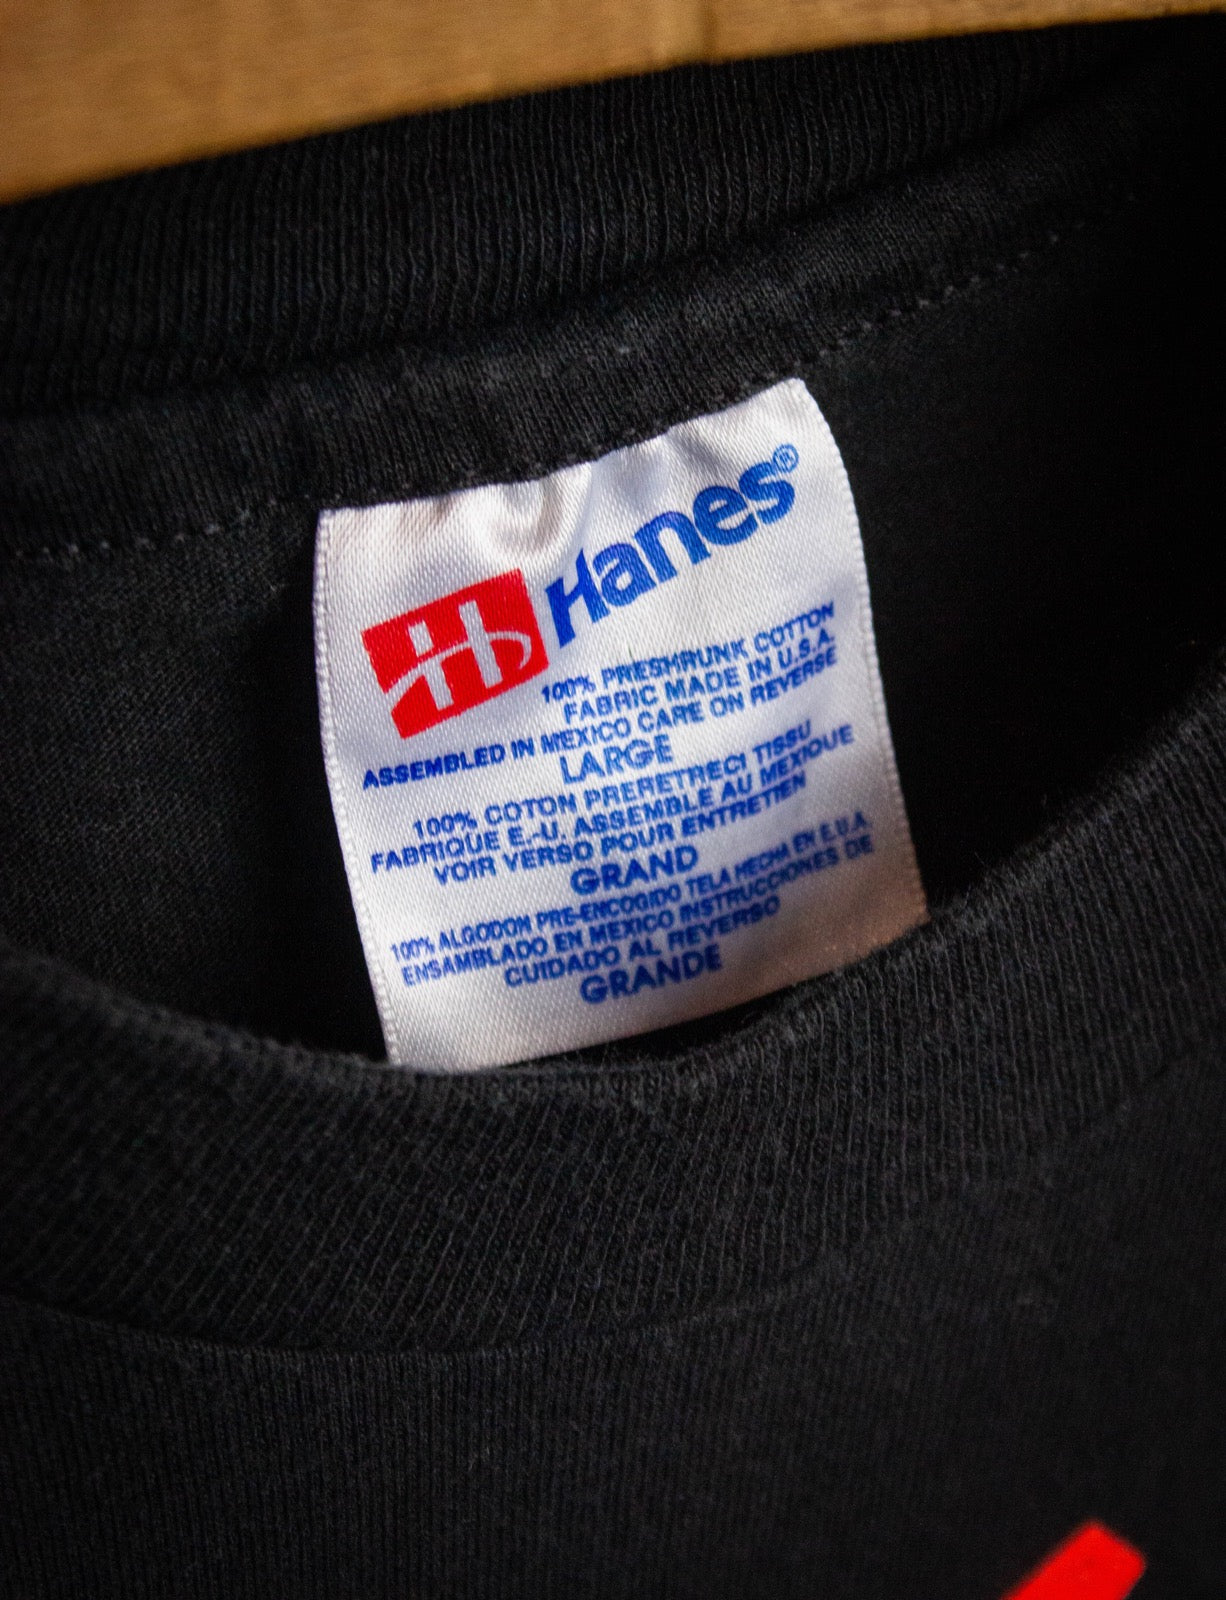 Hanes®
100% PRESHRUNK COTTON
FABRIC MADE IN U.S.A.
ASSEMBLED IN MEXICO CARE ON REVERSE
LARGE
100% COTON PRERETRECI TISSU
FABRIQUE E.-U. ASSEMBLE AU MEXIQUE
VOIR VERSO POUR ENTRETIEN
GRAND
100% ALGODON PRE-ENCOGIDO TELA HECHA EN E.U.A.
ENSAMBLADO EN MEXICO INSTRUCCIONES DE
CUIDADO AL REVERSO
GRANDE